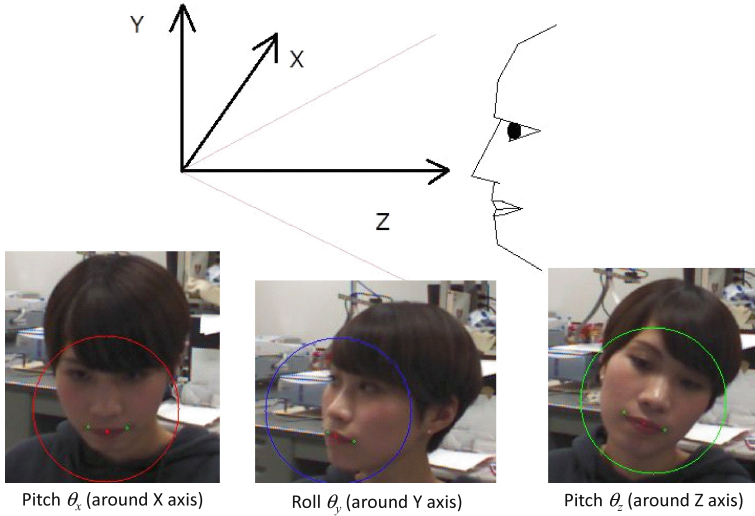 Y
X
Z
Pitch θx (around X axis)
Roll θy (around Y axis)
Pitch θz (around Z axis)